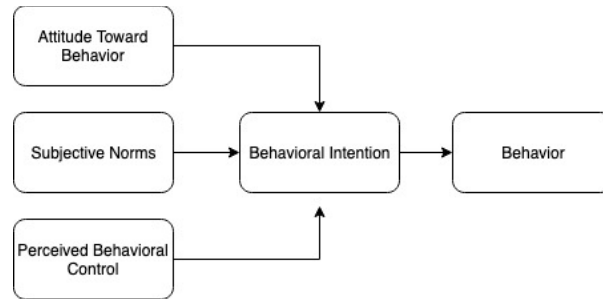 Attitude Toward
Behavior
Subjective Norms
Behavioral Intention
Behavior
Perceived Behavioral
Control